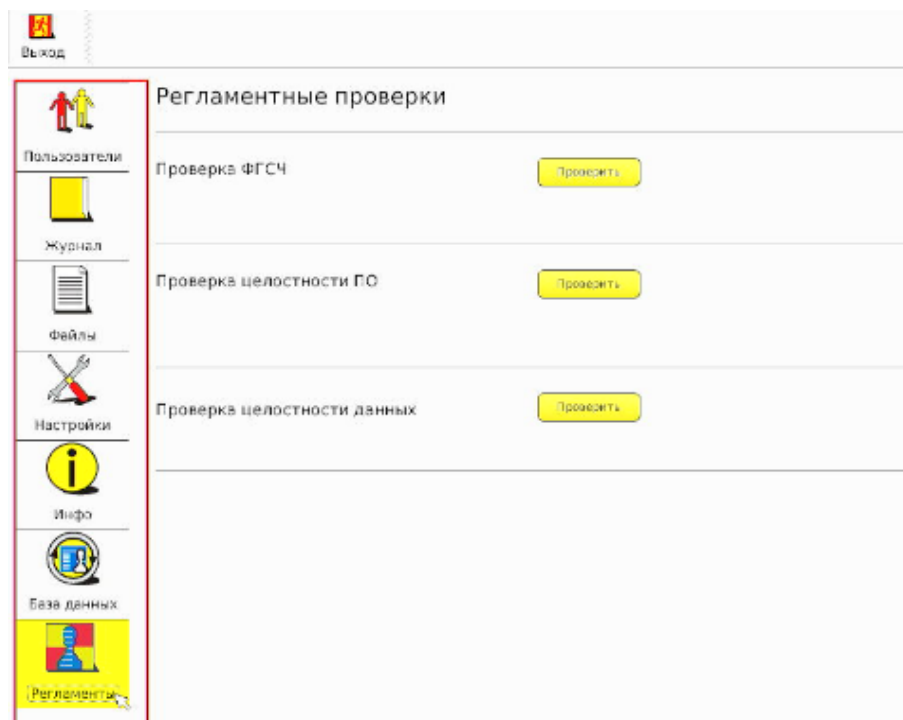 Выход
Регламентные проверки
Пользователи
Проверка ФГСЧ
Проверить
Журнал
Проверка целостности ПО
Проверить
Файлы
Настройки
Проверка целостности данных
Проверить
Инфо
База данных
Регламенты